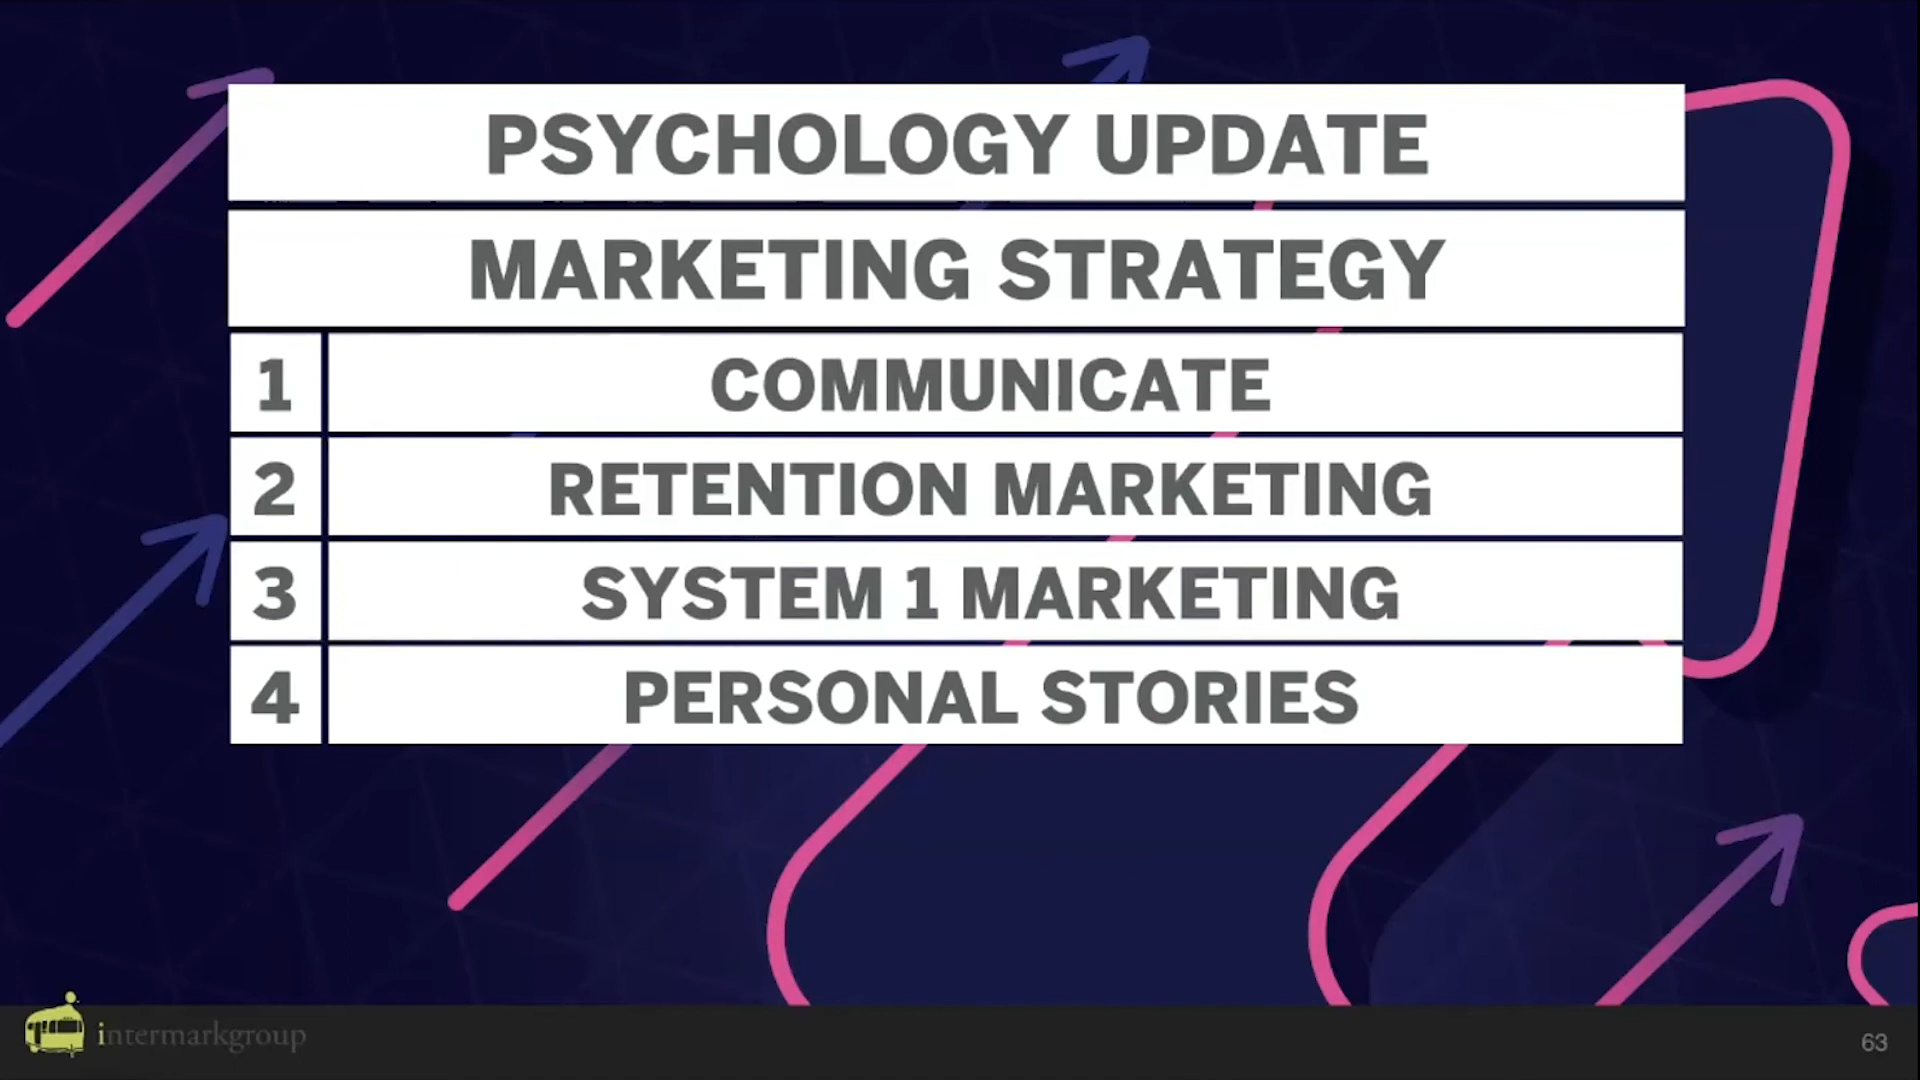 PSYCHOLOGY UPDATE
MARKETING STRATEGY
1 COMMUNICATE
2 RETENTION MARKETING
3 SYSTEM 1 MARKETING
4 PERSONAL STORIES
intermarkgroup
63